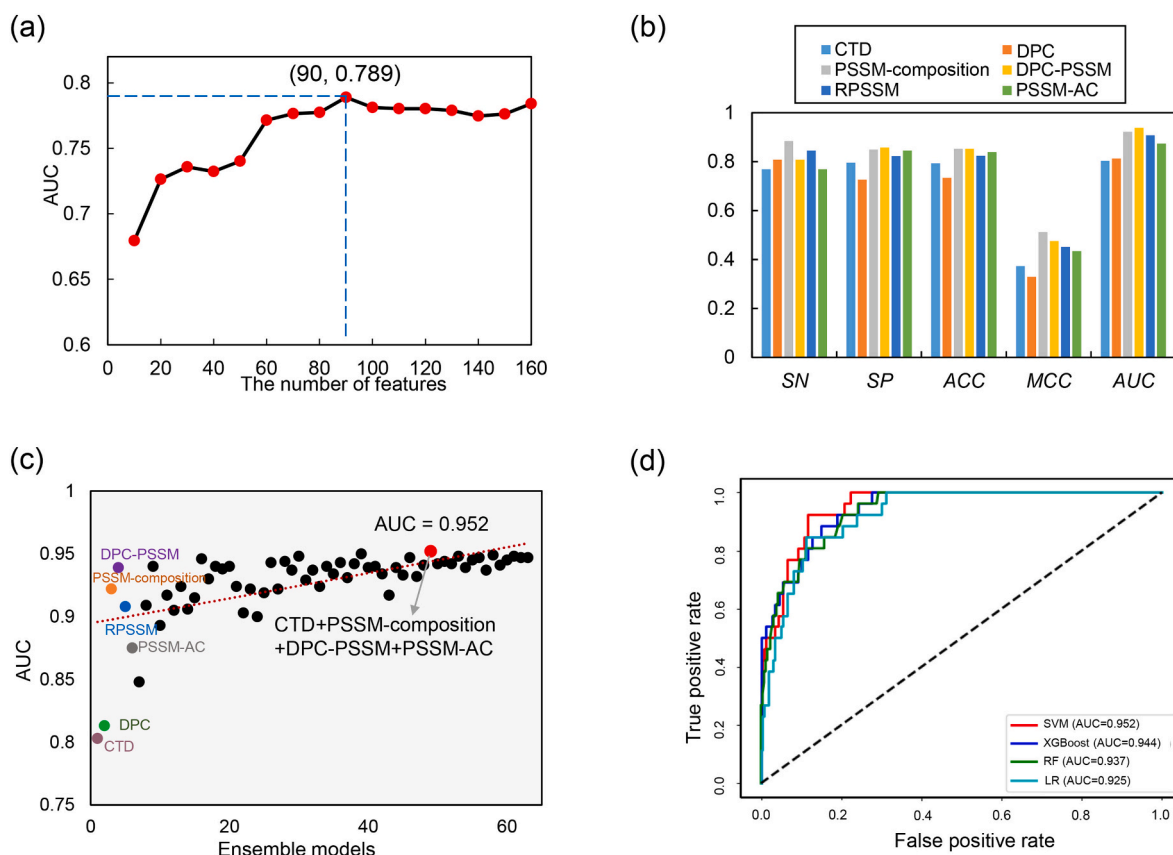 (a)
(90, 0.789)
0.8
0.75
0.7
0.65
0.6
AUC
0 20 40 60 80 100 120 140 160
The number of features
(b)
CTD DPC
PSSM-composition DPC-PSSM
RPSSM PSSM-AC
1
0.8
0.6
0.4
0.2
0
SN SP ACC MCC AUC
(c)
1
0.95
0.9
0.85
0.8
0.75
AUC
AUC = 0.952
DPC-PSSM
PSSM-composition
RPSSM
PSSM-AC
DPC
CTD
CTD+PSSM-composition
+DPC-PSSM+PSSM-AC
0 20 40 60
Ensemble models
(d)
1.0
0.8
0.6
0.4
0.2
0.0
True positive rate
SVM (AUC=0.952)
XGBoost (AUC=0.944)
RF (AUC=0.937)
LR (AUC=0.925)
0.0 0.2 0.4 0.6 0.8 1.0
False positive rate